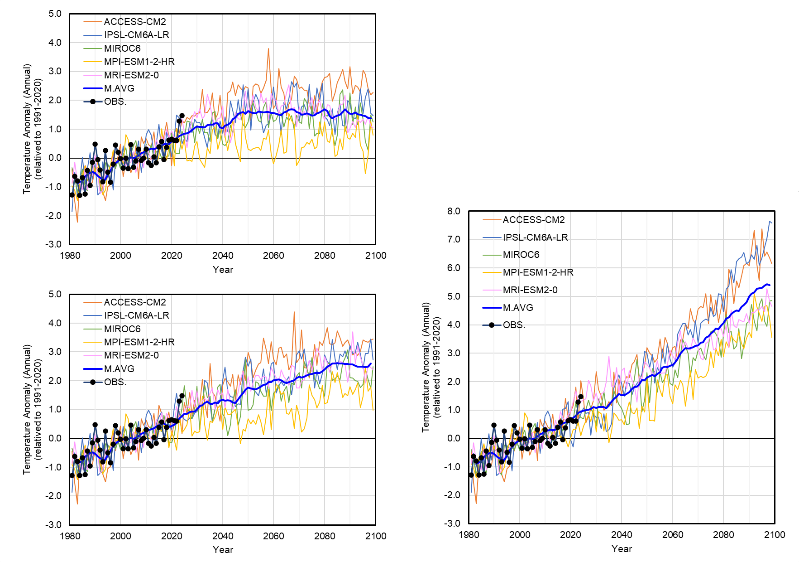 Temperature Anomaly (Annual)
(relatived to 1991-2020)
5.0
4.0
3.0
2.0
1.0
0.0
-1.0
-2.0
-3.0
ACCESS-CM2
IPSL-CM6A-LR
MIROC6
MPI-ESM1-2-HR
MRI-ESM2-0
M.AVG
OBS.
1980 2000 2020 2040 2060 2080 2100
Year
Temperature Anomaly (Annual)
(relatived to 1991-2020)
5.0
4.0
3.0
2.0
1.0
0.0
-1.0
-2.0
-3.0
ACCESS-CM2
IPSL-CM6A-LR
MIROC6
MPI-ESM1-2-HR
MRI-ESM2-0
M.AVG
OBS.
1980 2000 2020 2040 2060 2080 2100
Year
Temperature Anomaly (Annual)
(relatived to 1991-2020)
8.0
7.0
6.0
5.0
4.0
3.0
2.0
1.0
0.0
-1.0
-2.0
-3.0
ACCESS-CM2
IPSL-CM6A-LR
MIROC6
MPI-ESM1-2-HR
MRI-ESM2-0
M.AVG
OBS.
1980 2000 2020 2040 2060 2080 2100
Year